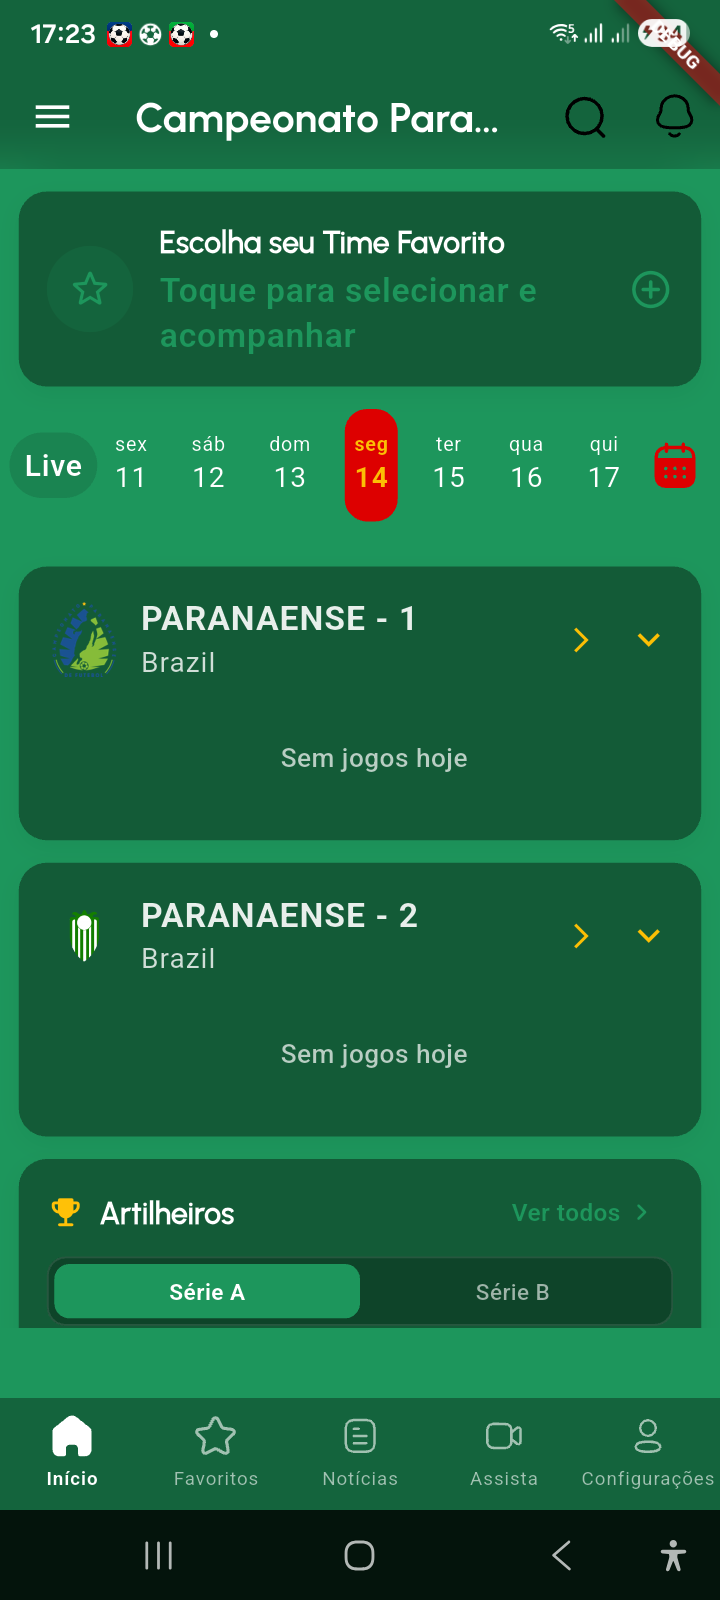 17:23
Campeonato Para...
Escolha seu Time Favorito
Toque para selecionar e
acompanhar
Live
sex
11
sáb
12
dom
13
seg
14
ter
15
qua
16
qui
17
PARANAENSE - 1
Brazil
Sem jogos hoje
PARANAENSE - 2
Brazil
Sem jogos hoje
Artilheiros
Ver todos
Série A
Série B
Início
Favoritos
Notícias
Assista
Configurações